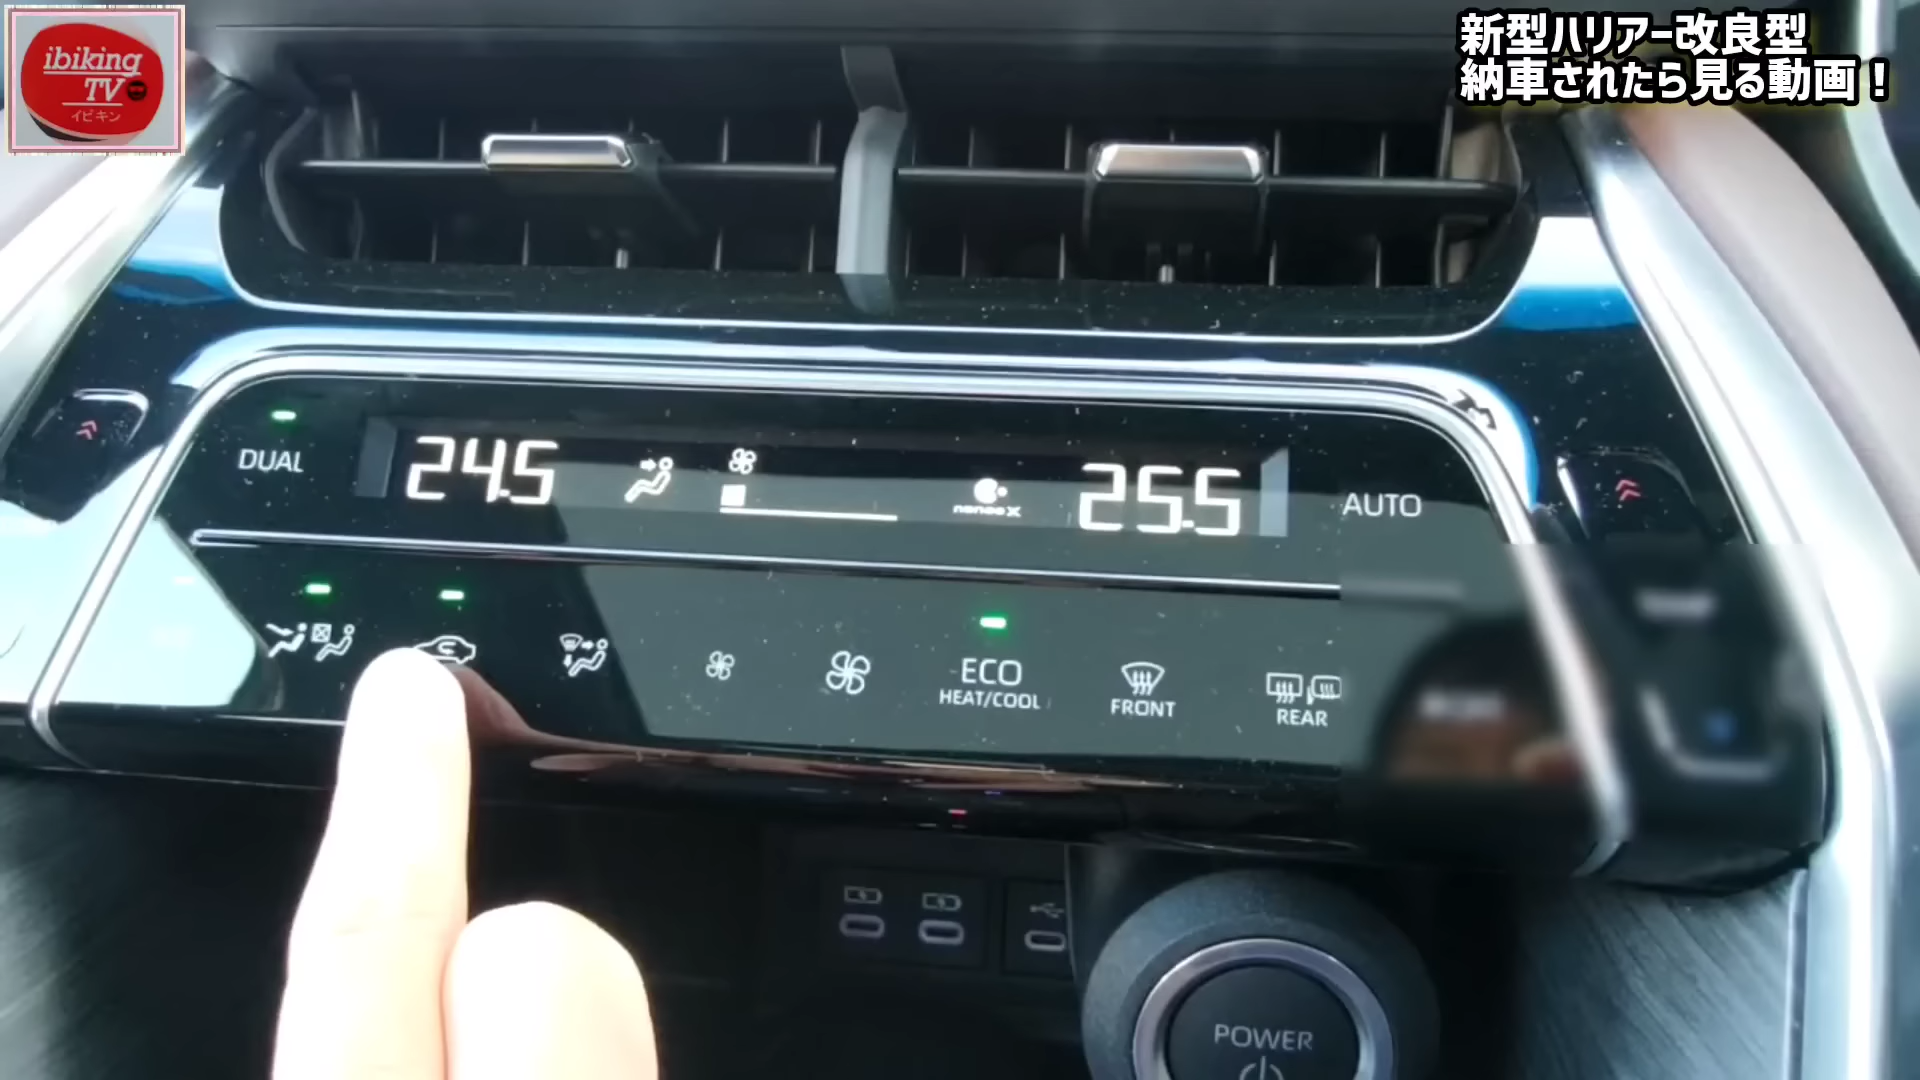 ibiking
TV
イビキン
新型ハリアー改良型
納車されたら見る動画！
DUAL
24.5
nanoe X
25.5
AUTO
ECO
HEAT/COOL
FRONT
REAR
POWER